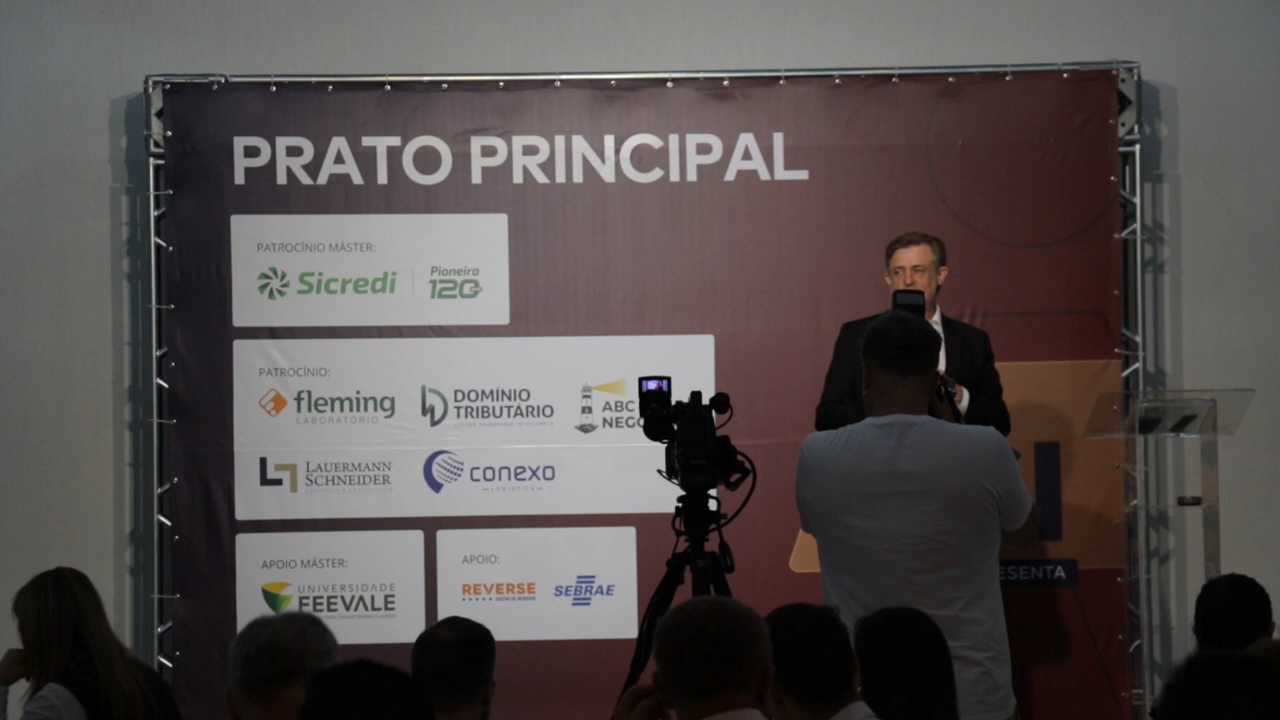 PRATO PRINCIPAL
PATROCÍNIO MÁSTER:
Sicredi
Pioneira
120
PATROCÍNIO:
fleming
LABORATÓRIO
DOMÍNIO
TRIBUTÁRIO
ABC
NEGÓ
LAUERMANN
SCHNEIDER
conexo
LOGÍSTICA
APOIO MÁSTER:
UNIVERSIDADE
FEEVALE
APOIO:
REVERSE
SEBRAE
ESENTA